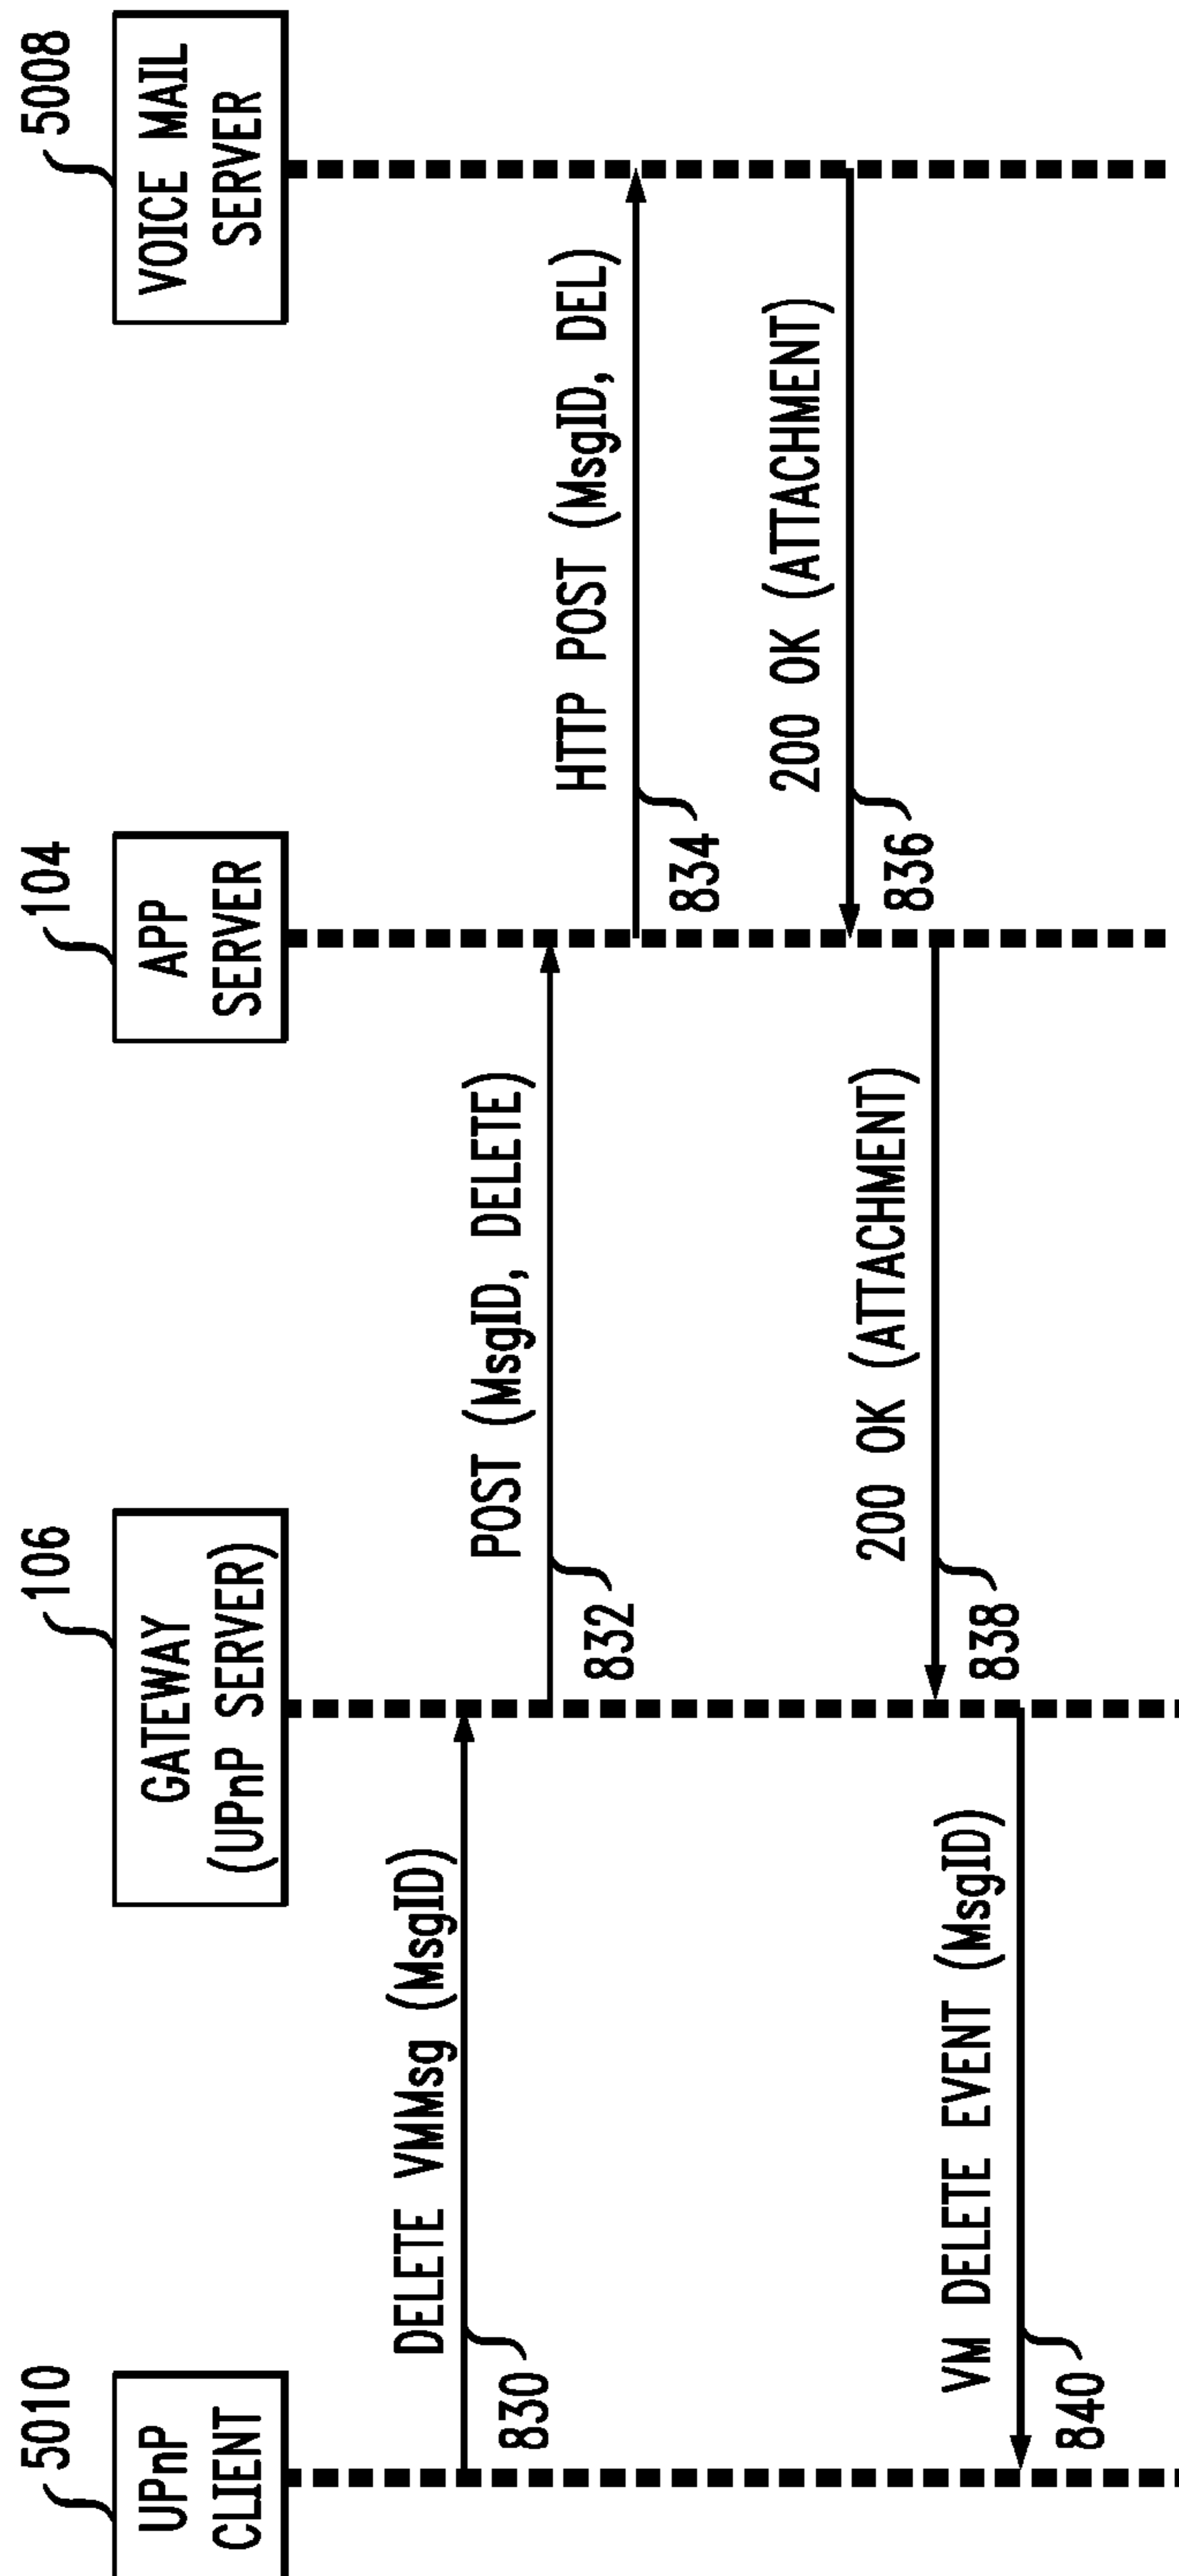 5010
UPnP
CLIENT
106
GATEWAY
(UPnP SERVER)
104
APP
SERVER
5008
VOICE MAIL
SERVER
DELETE VMMsg (MsgID)
830
POST (MsgID, DELETE)
832
HTTP POST (MsgID, DEL)
834
200 OK (ATTACHMENT)
836
200 OK (ATTACHMENT)
838
VM DELETE EVENT (MsgID)
840